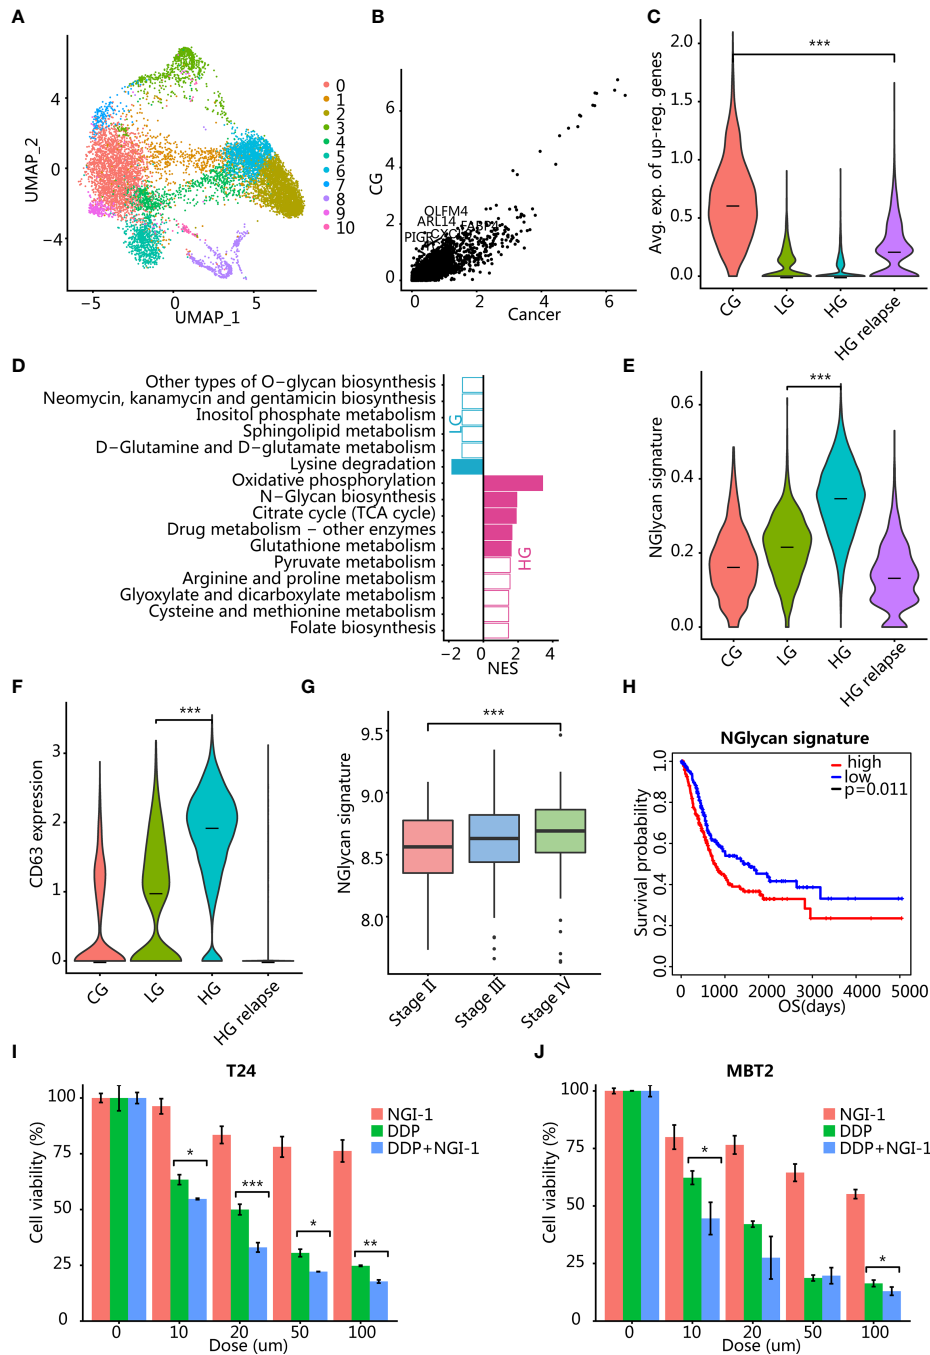 A
UMAP_2
4
0
−4
−5
0
5
UMAP_1
0
1
2
3
4
5
6
7
8
9
10
B
CG
6
4
2
0
OLFM4
ARL14
FABP4
0
2
4
6
Cancer
C
Avg. exp. of up-reg. genes
2.0
1.5
1.0
0.5
0.0
***
CG
LG
HG
HG relapse
D
Other types of O−glycan biosynthesis
Neomycin, kanamycin and gentamicin biosynthesis
Inositol phosphate metabolism
Sphingolipid metabolism
D−Glutamine and D−glutamate metabolism
Lysine degradation
Oxidative phosphorylation
N−Glycan biosynthesis
Citrate cycle (TCA cycle)
Drug metabolism − other enzymes
Glutathione metabolism
Pyruvate metabolism
Arginine and proline metabolism
Glyoxylate and dicarboxylate metabolism
Cysteine and methionine metabolism
Folate biosynthesis
LG
HG
−2
0
2
4
NES
E
NGlycan signature
0.6
0.4
0.2
0.0
***
CG
LG
HG
HG relapse
F
CD63 expression
3
2
1
0
***
CG
LG
HG
HG relapse
G
NGlycan signature
9.5
9.0
8.5
8.0
***
Stage II
Stage III
Stage IV
H
NGlycan signature
Survival probability
1.0
0.8
0.6
0.4
0.2
0.0
high
low
p=0.011
0
1000
2000
3000
4000
5000
OS(days)
I
T24
Cell viability (%)
100
75
50
25
0
*
***
*
**
NGI-1
DDP
DDP+NGI-1
0
10
20
50
100
Dose (um)
J
MBT2
Cell viability (%)
100
75
50
25
0
*
*
NGI-1
DDP
DDP+NGI-1
0
10
20
50
100
Dose (um)